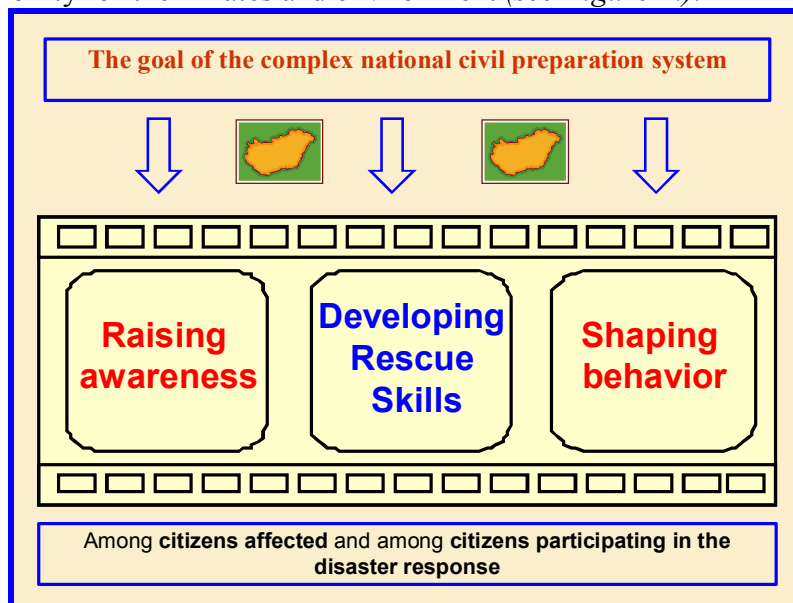 The goal of the complex national civil preparation system
Raising
awareness
Developing
Rescue
Skills
Shaping
behavior
Among citizens affected and among citizens participating in the
disaster response